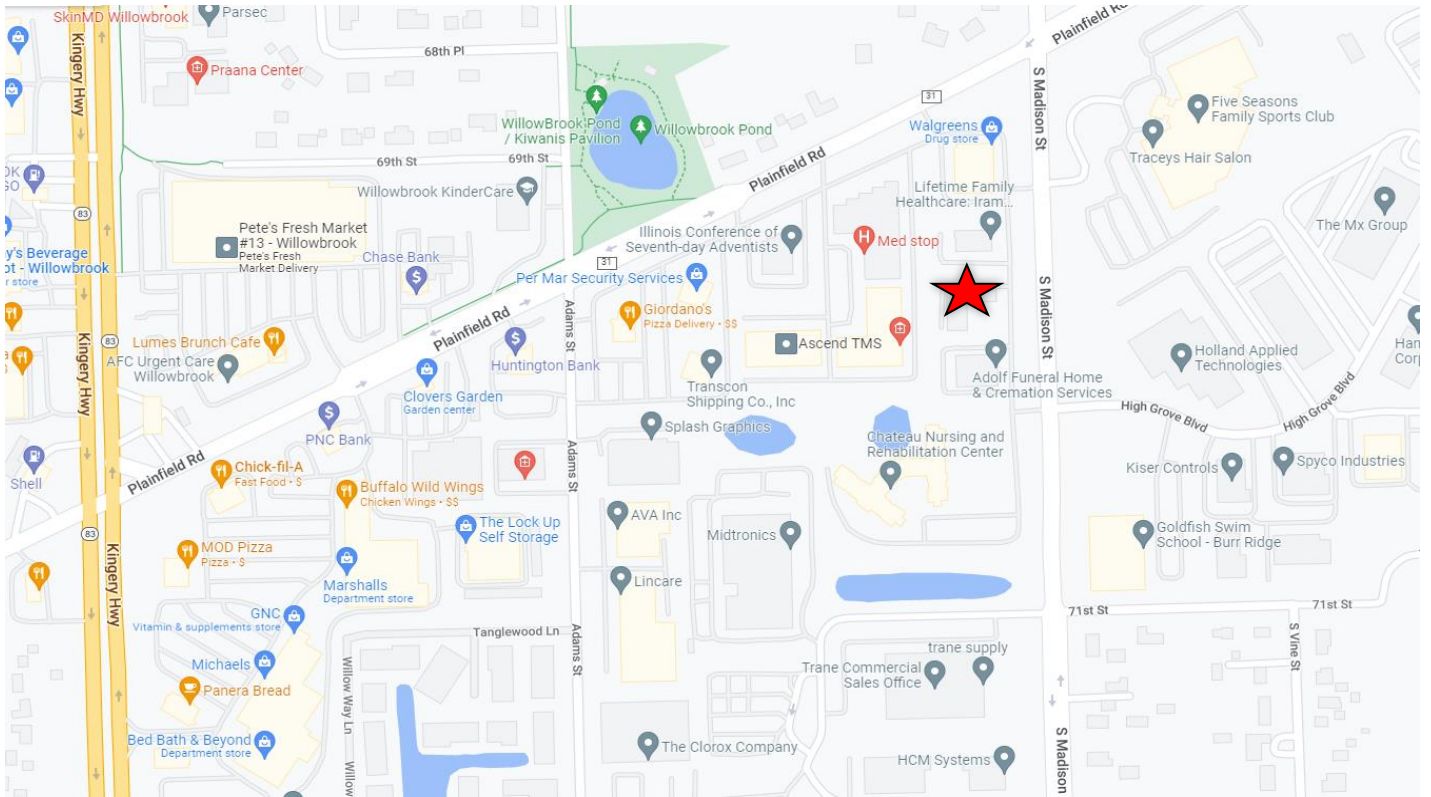 SkinMD Willowbrook
Parsec
Plainfield Rd
Kingery Hwy
68th Pl
Praana Center
S Madison St
Five Seasons
Family Sports Club
31
WillowBrook Pond
/ Kiwanis Pavilion
Willowbrook Pond
Walgreens
Drug store
Traceys Hair Salon
69th St
69th St
Plainfield Rd
Willowbrook KinderCare
Lifetime Family
Healthcare: Iram...
The Mx Group
83
Pete's Fresh Market
#13 - Willowbrook
Pete's Fresh
Market Delivery
Illinois Conference of
Seventh-day Adventists
Med stop
y's Beverage
ot - Willowbrook
r store
Chase Bank
31
Per Mar Security Services
S Madison St
Adams St
Giordano's
Pizza Delivery · $$
Plainfield Rd
83
Kingery Hwy
Lumes Brunch Cafe
AFC Urgent Care
Willowbrook
Huntington Bank
Ascend TMS
Holland Applied
Technologies
Han
Corp
Clovers Garden
Garden center
Transcon
Shipping Co., Inc
Adolf Funeral Home
& Cremation Services
High Grove Blvd
High Grove Blvd
PNC Bank
Splash Graphics
Chateau Nursing and
Rehabilitation Center
Adams St
Plainfield Rd
Shell
Chick-fil-A
Fast Food · $
Kiser Controls
Spyco Industries
Buffalo Wild Wings
Chicken Wings · $$
AVA Inc
The Lock Up
Self Storage
Midtronics
Goldfish Swim
School - Burr Ridge
83
Kingery Hwy
MOD Pizza
Pizza · $
Marshalls
Department store
Lincare
GNC
Vitamin & supplements store
71st St
71st St
Tanglewood Ln
Adams St
S Vine St
trane supply
Michaels
Trane Commercial
Sales Office
Panera Bread
Willow Way Ln
Willow
Bed Bath & Beyond
Department store
The Clorox Company
HCM Systems
S Madison